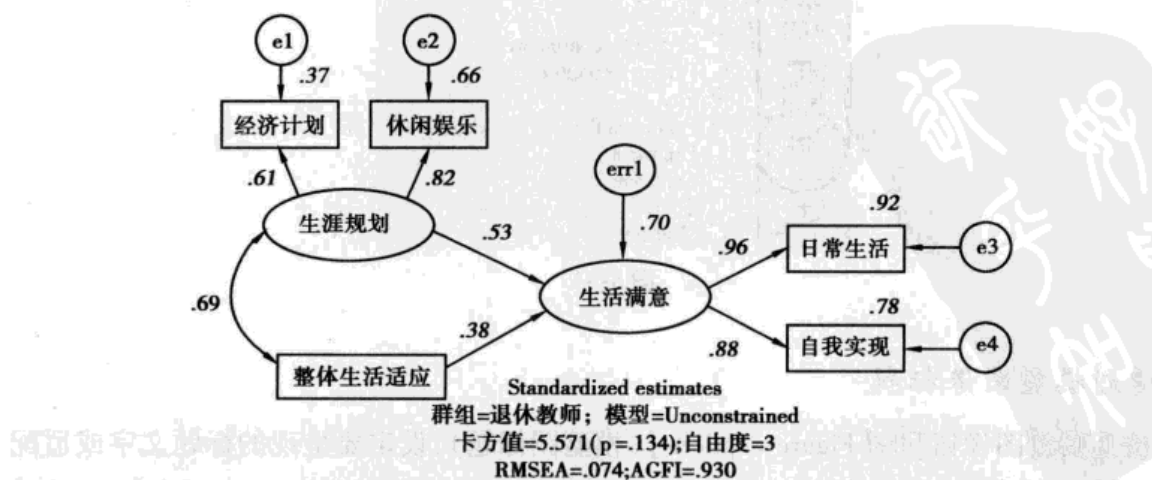 e1
e2
.37
.66
经济计划
休闲娱乐
.61
.82
err1
生涯规划
.70
.92
.53
.96
日常生活
e3
生活满意
.69
.38
.78
.88
自我实现
e4
整体生活适应
Standardized estimates
群组=退休教师；模型=Unconstrained
卡方值=5.571(p=.134);自由度=3
RMSEA=.074;AGFI=.930